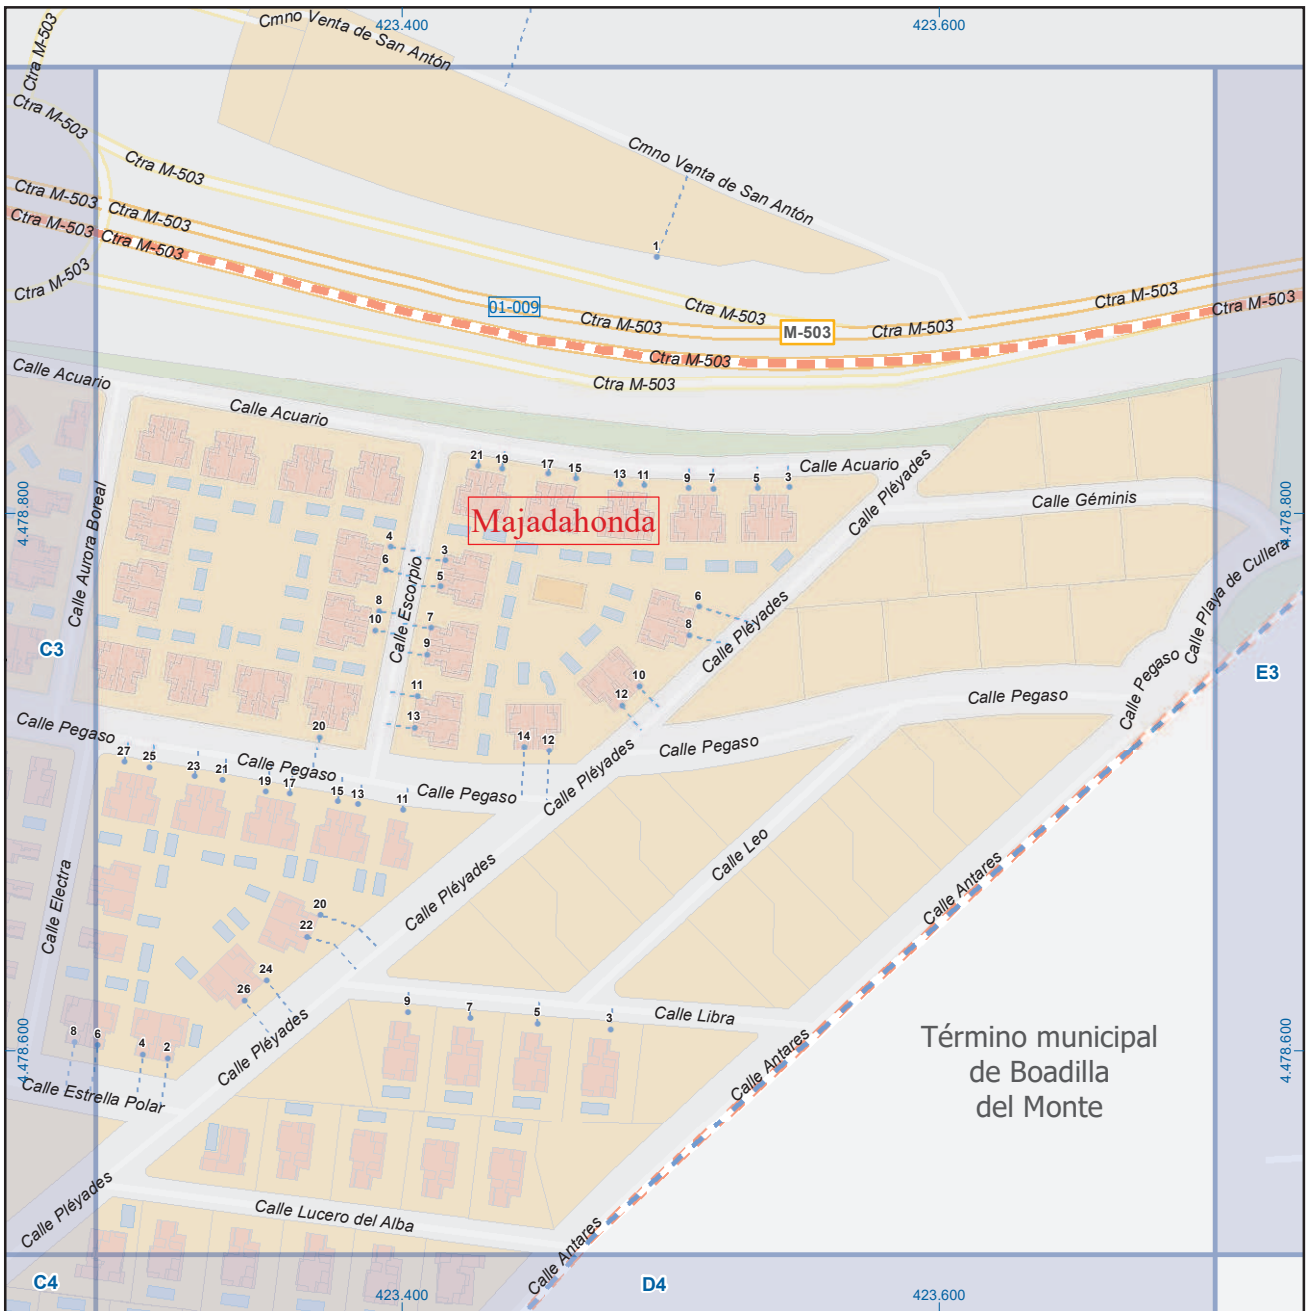 423.400
423.600
Cmno Venta de San Antón
Ctra M-503
Ctra M-503
Cmno Venta de San Antón
Ctra M-503
Ctra M-503
Ctra M-503
Ctra M-503
Ctra M-503
Ctra M-503
1
Ctra M-503
01-009
Ctra M-503
Ctra M-503
M-503
Ctra M-503
Ctra M-503
Ctra M-503
Ctra M-503
Ctra M-503
Calle Acuario
Calle Acuario
21
19
17
15
13
11
9
7
5
3
Calle Acuario
Calle Pléyades
Calle Géminis
4.478.800
4.478.800
Majadahonda
Calle Aurora Boreal
Calle Escorpio
4
6
8
10
3
5
7
9
11
13
6
8
10
12
Calle Pléyades
Calle Playa de Cullera
C3
E3
Calle Pegaso
Calle Pegaso
Calle Pegaso
20
14
12
Calle Pegaso
Calle Pegaso
Calle Pegaso
Calle Pléyades
27
25
23
21
19
17
15
13
11
Calle Leo
Calle Pléyades
Calle Antares
Calle Electra
20
22
24
26
9
7
5
3
Calle Libra
Calle Pléyades
Calle Antares
Término municipal
de Boadilla
del Monte
4.478.600
4.478.600
8
6
4
2
Calle Estrella Polar
Calle Pléyades
Calle Lucero del Alba
Calle Antares
C4
D4
423.400
423.600